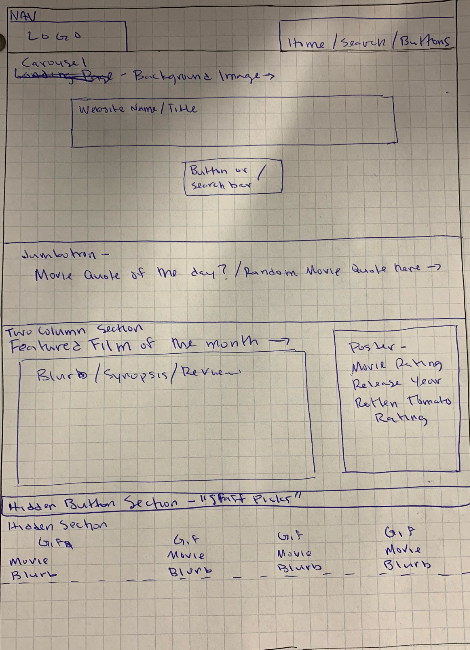 NAV
LOGO
Home/Search/Buttons
Carousel
Landing Page - Background Image →
Website Name/Title
Button or /
search bar
Jumbotron -
Movie Quote of the day? / Random Movie Quote here →
Two Column Section
Featured Film of the month →
Blurb/Synopsis/Review
Poster -
Movie Rating
Release Year
Rotten Tomato
Rating
Hidden Button Section - "Staff Picks"
Hidden Section
GiFs GiF GiF GiF
Movie Movie Movie Movie
Blurb Blurb Blurb Blurb